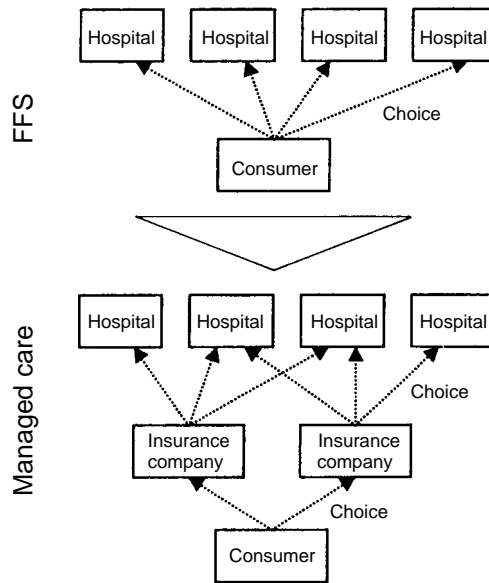 FFS
Hospital Hospital Hospital Hospital
Choice
Consumer
Managed care
Hospital Hospital Hospital Hospital
Choice
Insurance Insurance
company company
Choice
Consumer